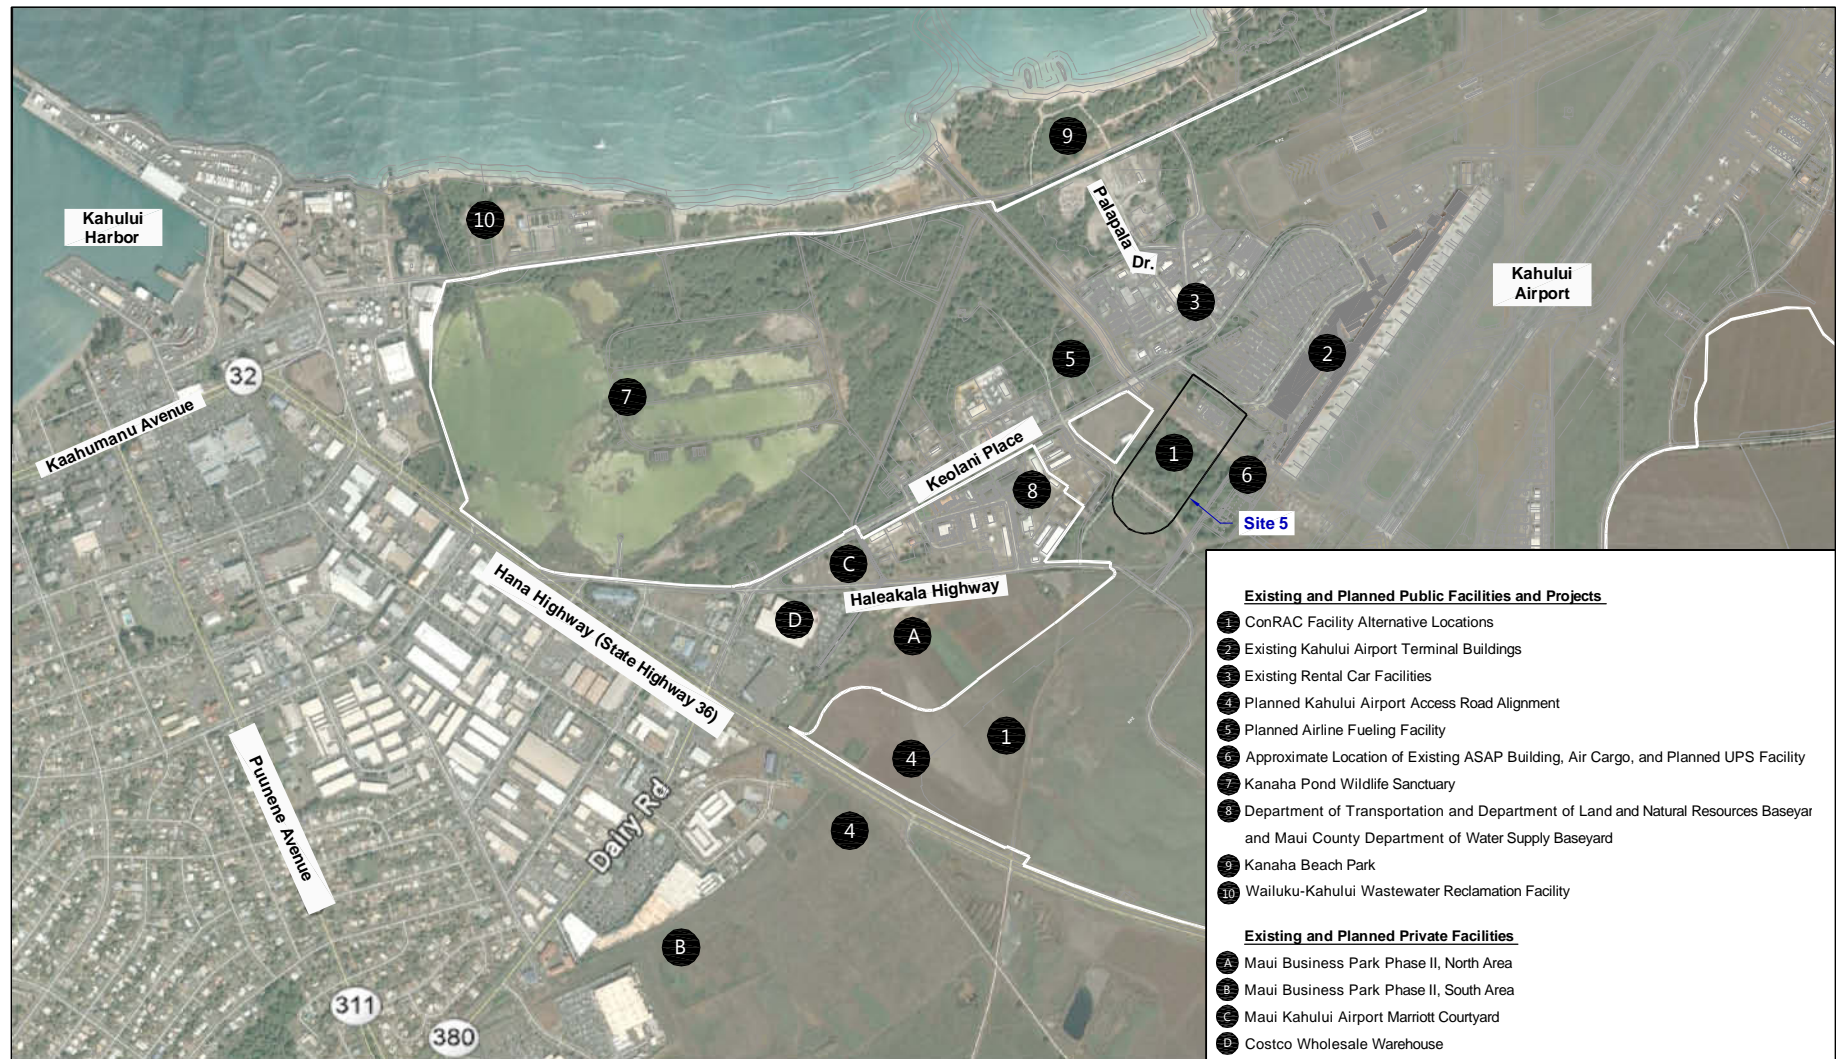 Kahului
Harbor
10
9
Palapala
Dr.
3
Kahului
Airport
2
5
7
32
Kaahumanu Avenue
Keolani Place
1
6
8
Site 5
C
Haleakala Highway
Hana Highway (State Highway 36)
D
A
1
4
4
Puunene Avenue
Dairy Rd
B
311
380
Existing and Planned Public Facilities and Projects
1 ConRAC Facility Alternative Locations
2 Existing Kahului Airport Terminal Buildings
3 Existing Rental Car Facilities
4 Planned Kahului Airport Access Road Alignment
5 Planned Airline Fueling Facility
6 Approximate Location of Existing ASAP Building, Air Cargo, and Planned UPS Facility
7 Kanaha Pond Wildlife Sanctuary
8 Department of Transportation and Department of Land and Natural Resources Baseyar
and Maui County Department of Water Supply Baseyard
9 Kanaha Beach Park
10 Wailuku-Kahului Wastewater Reclamation Facility
Existing and Planned Private Facilities
A Maui Business Park Phase II, North Area
B Maui Business Park Phase II, South Area
C Maui Kahului Airport Marriott Courtyard
D Costco Wholesale Warehouse